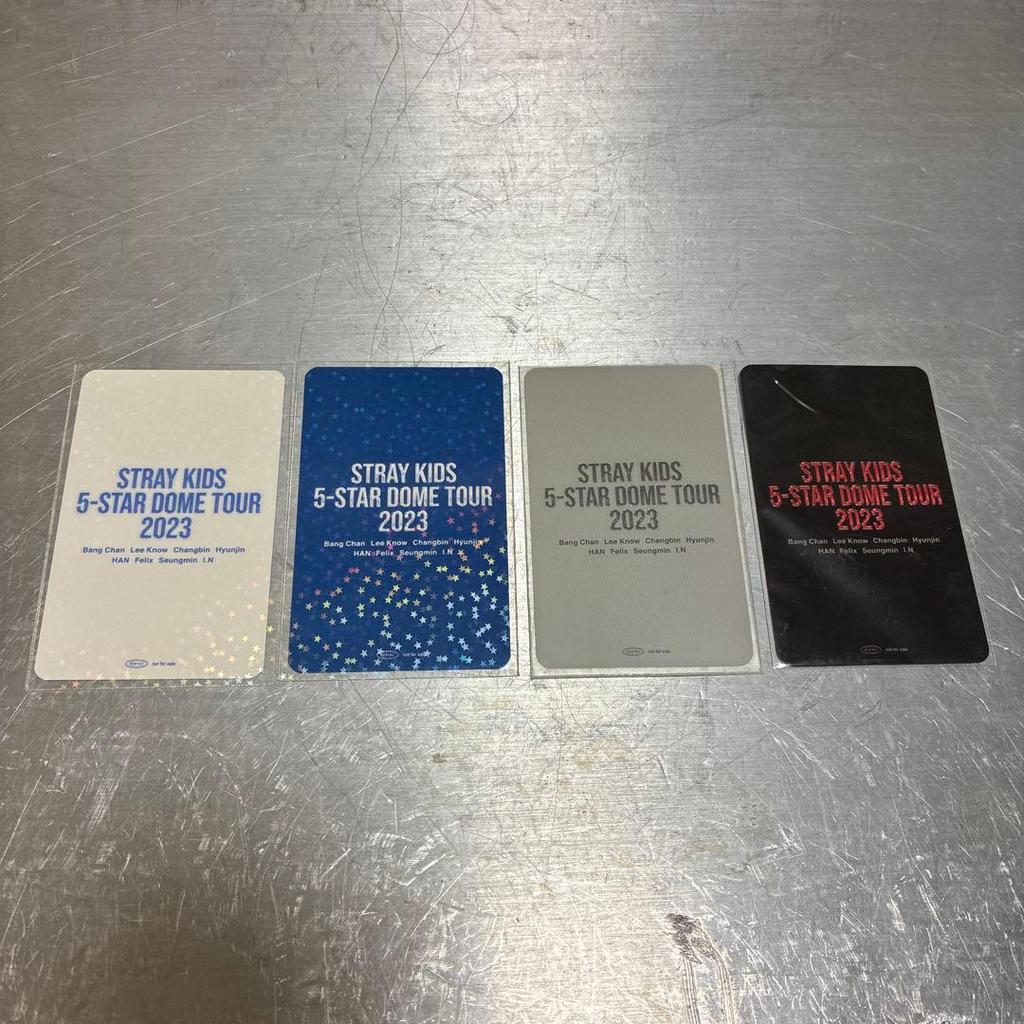 STRAY KIDS
5-STAR DOME TOUR
2023
Bang Chan Lee Know Changbin Hyunjin
HAN Felix Seungmin I.N
not for sale
STRAY KIDS
5-STAR DOME TOUR
2023
Bang Chan Lee Know Changbin Hyunjin
HAN Felix Seungmin I.N
not for sale
STRAY KIDS
5-STAR DOME TOUR
2023
Bang Chan Lee Know Changbin Hyunjin
HAN Felix Seungmin I.N
not for sale
STRAY KIDS
5-STAR DOME TOUR
2023
Bang Chan Lee Know Changbin Hyunjin
HAN Felix Seungmin I.N
not for sale